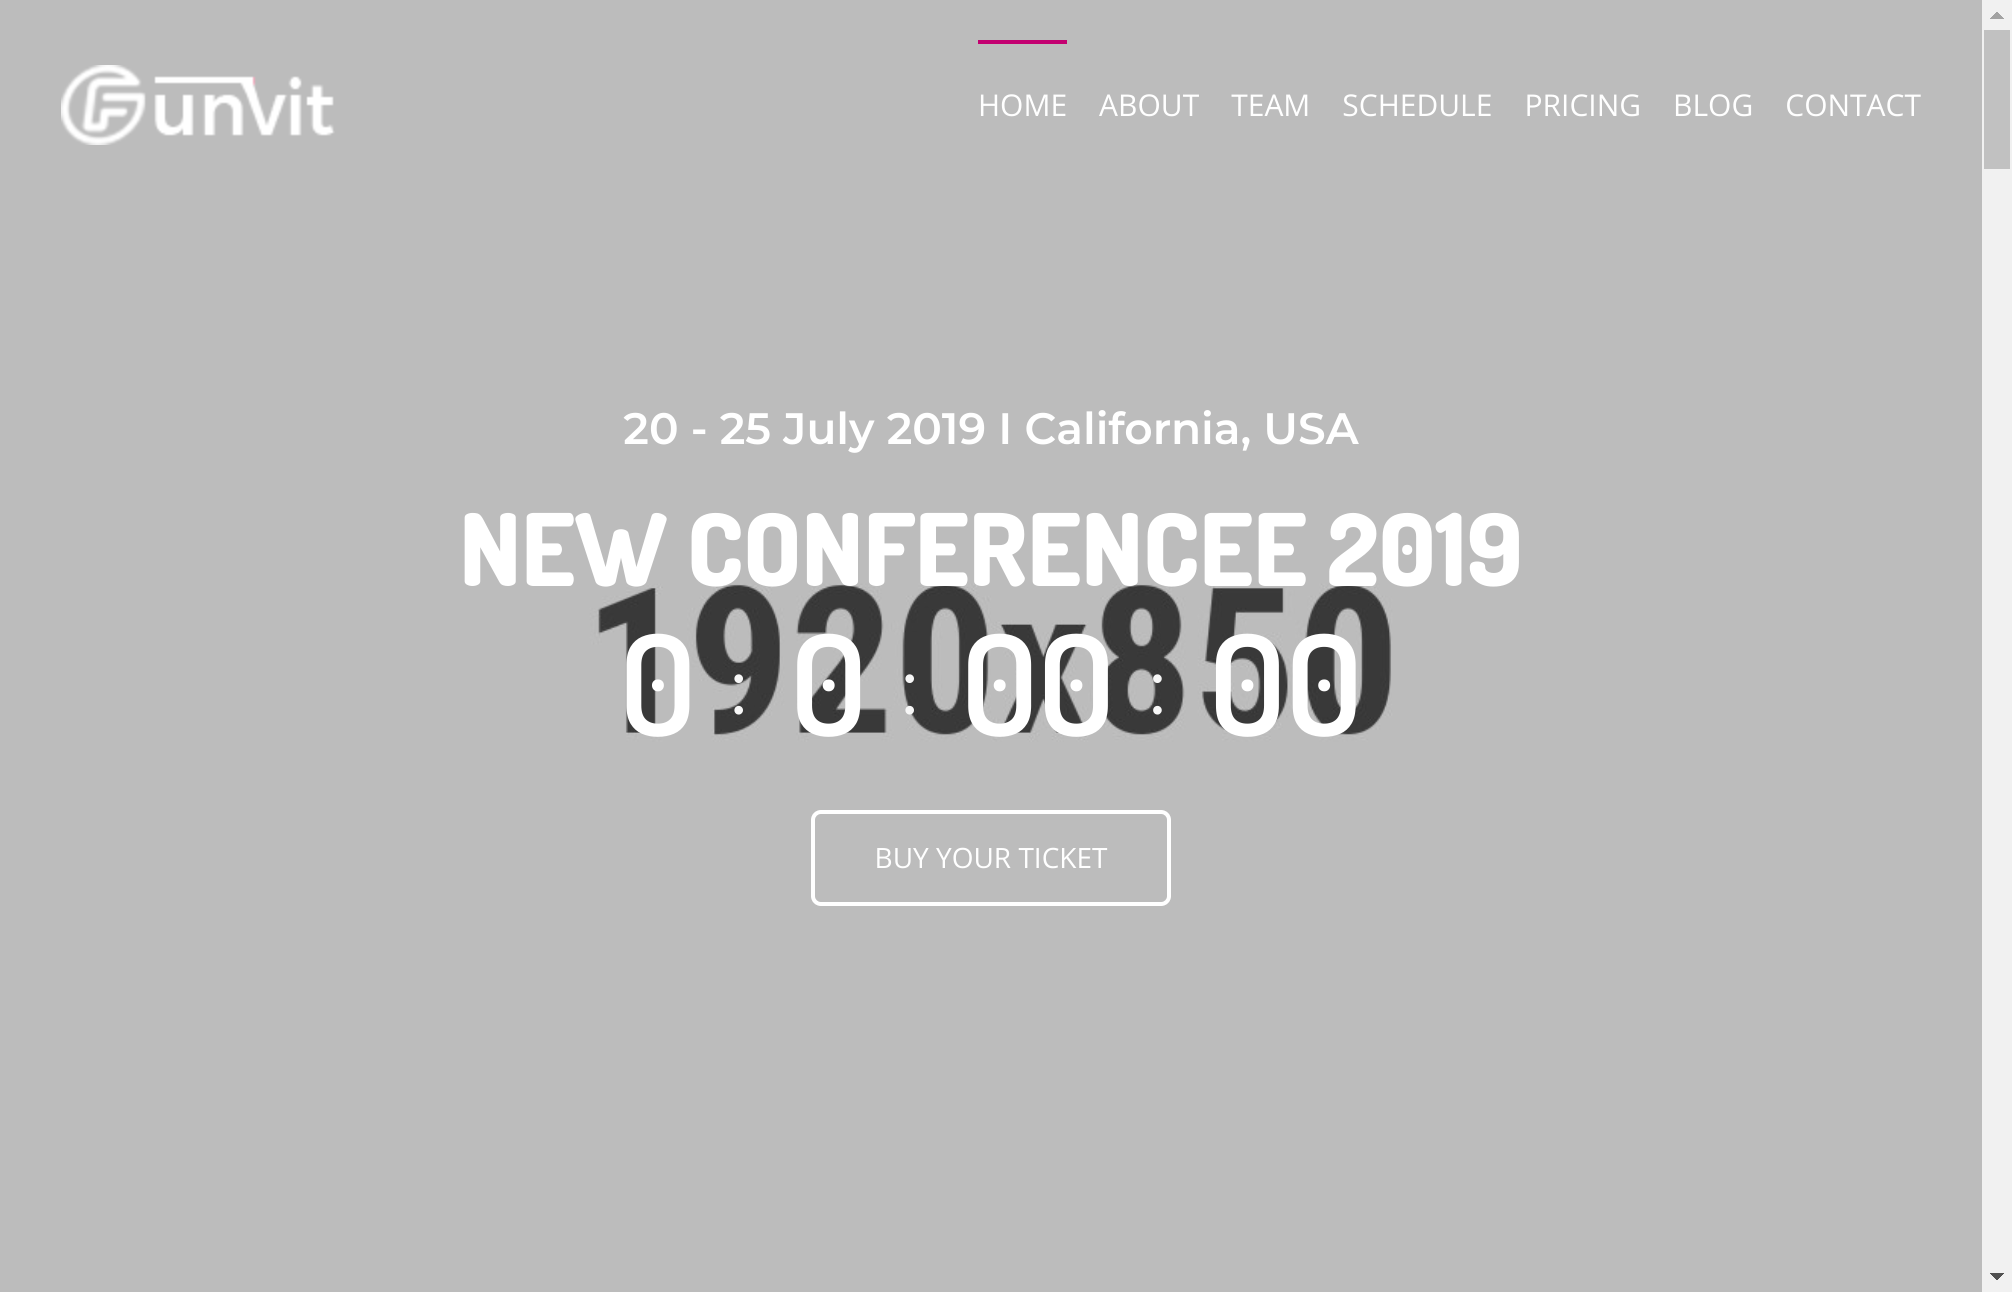 Funvit
HOME ABOUT TEAM SCHEDULE PRICING BLOG CONTACT
20 - 25 July 2019 I California, USA
NEW CONFERENCEE 2019
1920x850
0 : 0 : 00 : 00
BUY YOUR TICKET